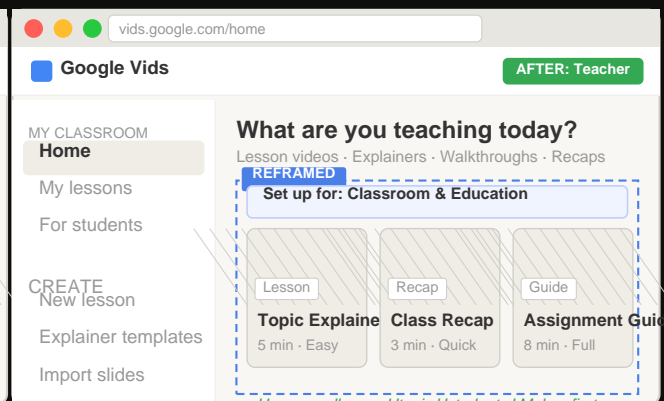 vids.google.com/home
Google Vids
AFTER: Teacher
MY CLASSROOM
Home
My lessons
For students
CREATE
New lesson
Explainer templates
Import slides
What are you teaching today?
Lesson videos · Explainers · Walkthroughs · Recaps
REFRAMED
Set up for: Classroom & Education
Lesson Recap Guide
Topic Explaine Class Recap Assignment Guid
5 min · Easy 3 min · Quick 8 min · Full